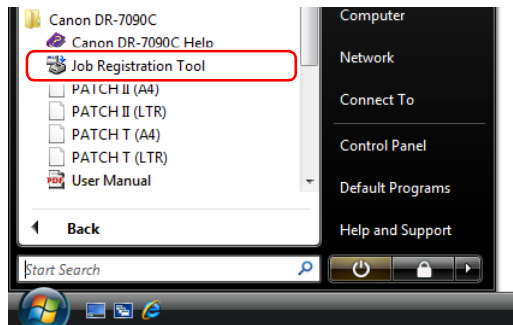 Canon DR-7090C
Canon DR-7090C Help
Job Registration Tool
PATCH II (A4)
PATCH II (LTR)
PATCH T (A4)
PATCH T (LTR)
PDF User Manual
Back
Start Search
Computer
Network
Connect To
Control Panel
Default Programs
Help and Support